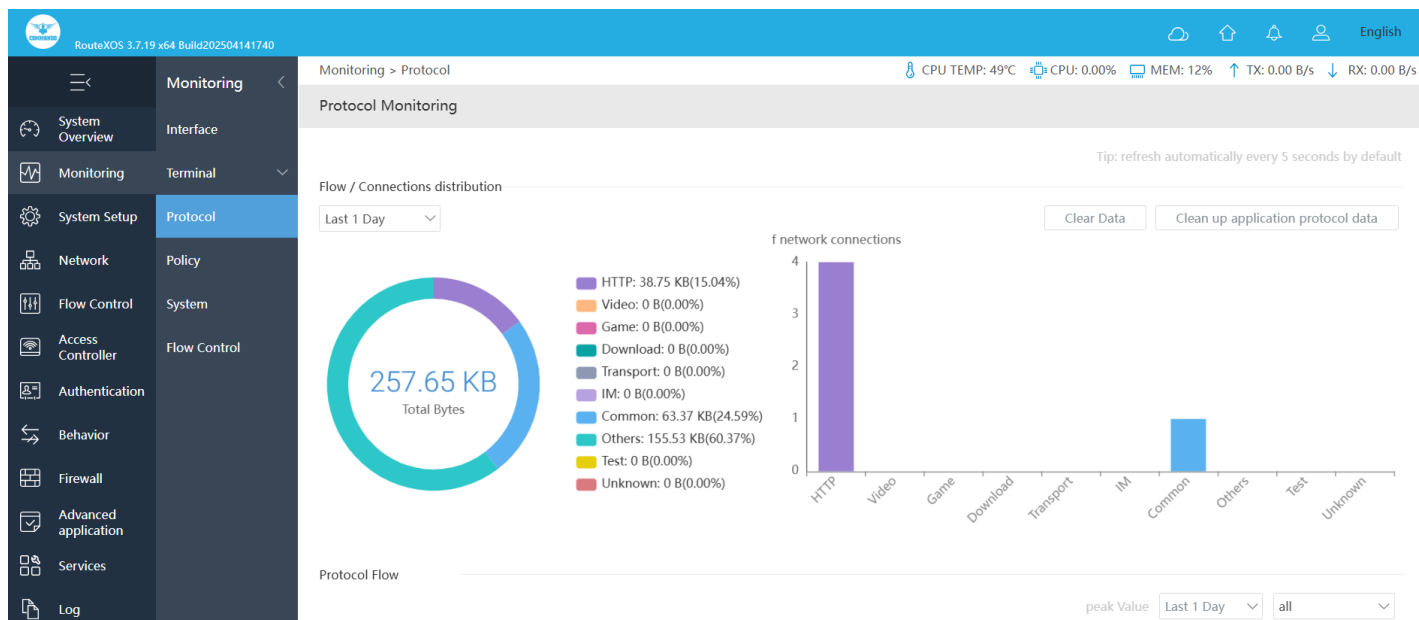 RouteXOS 3.7.19 x64 Build202504141740
English
Monitoring
Monitoring > Protocol
CPU TEMP: 49℃ CPU: 0.00% MEM: 12% TX: 0.00 B/s RX: 0.00 B/s
Protocol Monitoring
System
Overview
Monitoring
System Setup
Network
Flow Control
Access
Controller
Authentication
Behavior
Firewall
Advanced
application
Services
Log
Interface
Terminal
Protocol
Policy
System
Flow Control
Tip: refresh automatically every 5 seconds by default
Flow / Connections distribution
Last 1 Day
Clear Data
Clean up application protocol data
257.65 KB
Total Bytes
HTTP: 38.75 KB(15.04%)
Video: 0 B(0.00%)
Game: 0 B(0.00%)
Download: 0 B(0.00%)
Transport: 0 B(0.00%)
IM: 0 B(0.00%)
Common: 63.37 KB(24.59%)
Others: 155.53 KB(60.37%)
Test: 0 B(0.00%)
Unknown: 0 B(0.00%)
f network connections
4
3
2
1
0
HTTP
Video
Game
Download
Transport
IM
Common
Others
Test
Unknown
Protocol Flow
peak Value Last 1 Day all